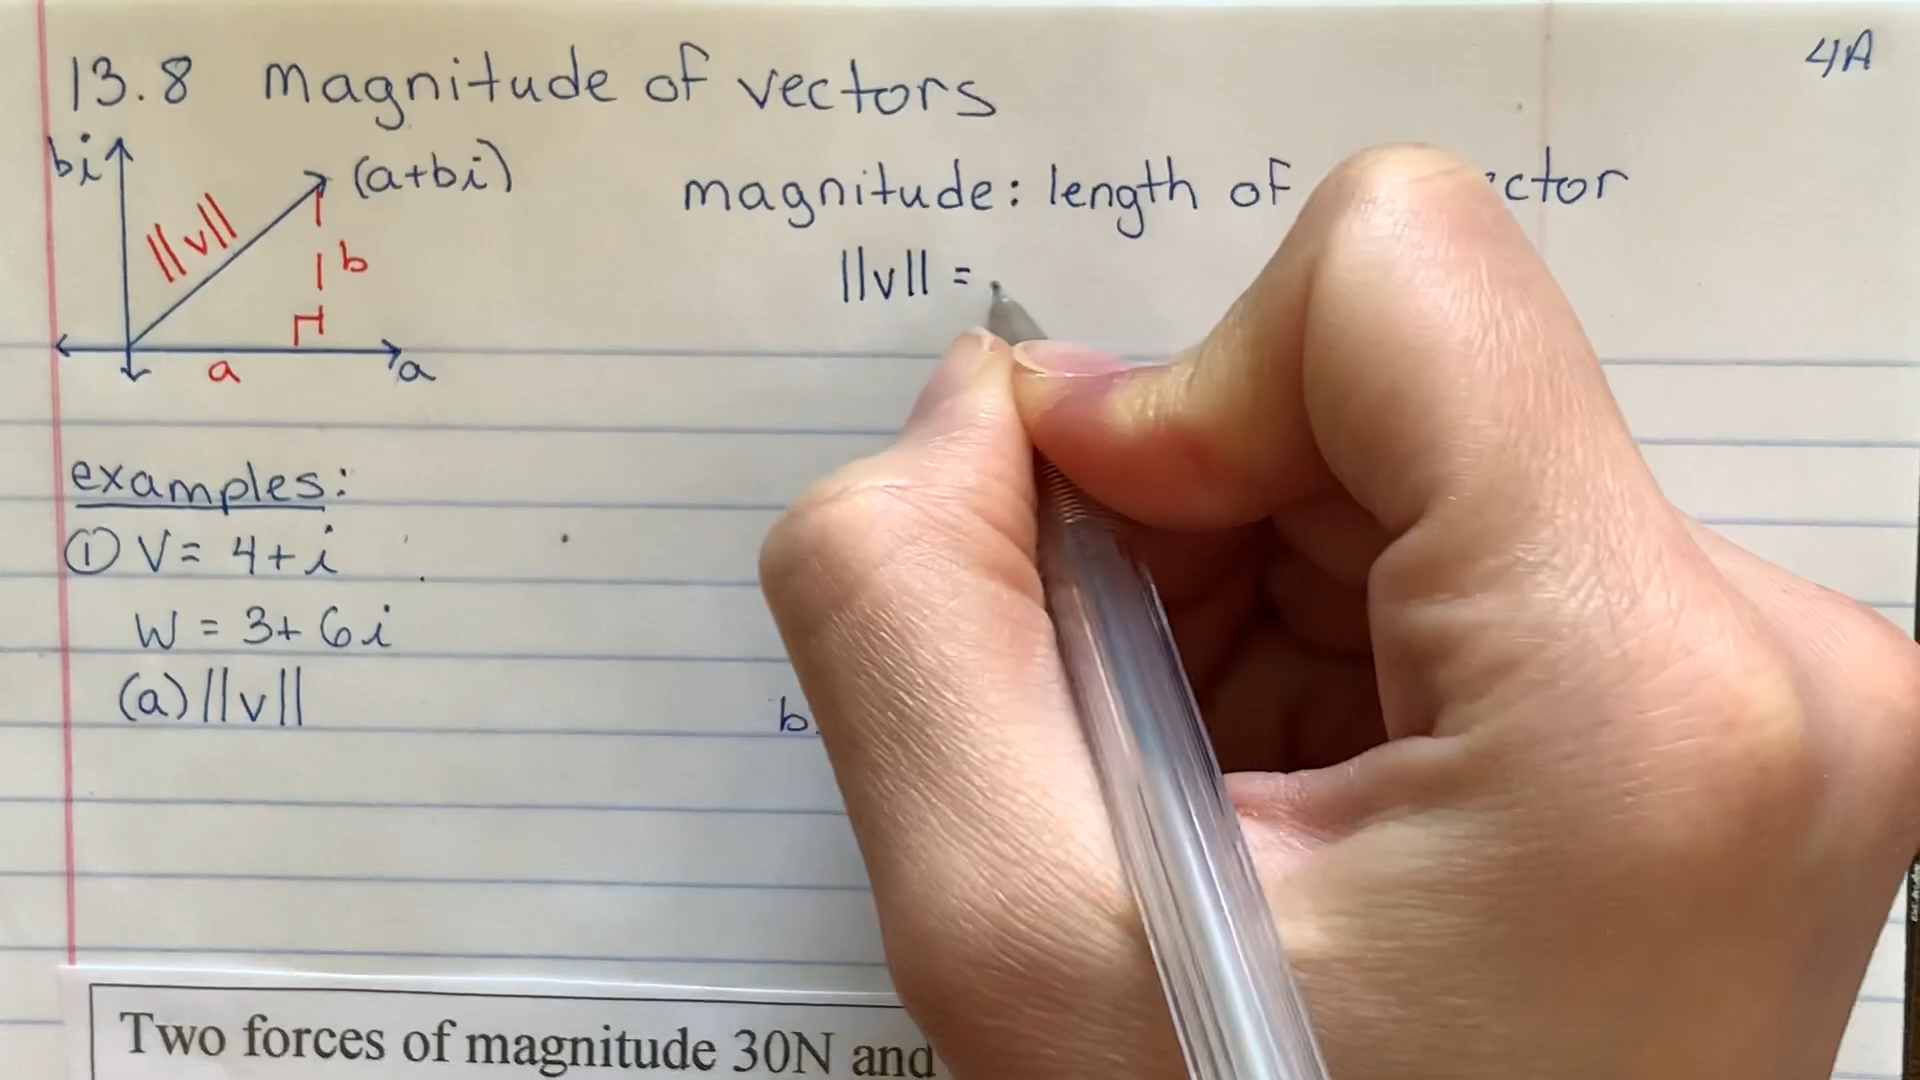 13.8 magnitude of vectors
4A
bi
(a+bi)
||v||
b
a
a
magnitude: length of
||v|| =
examples:
① V = 4+i
W = 3+6i
(a) ||v||
b.
Two forces of magnitude 30N and